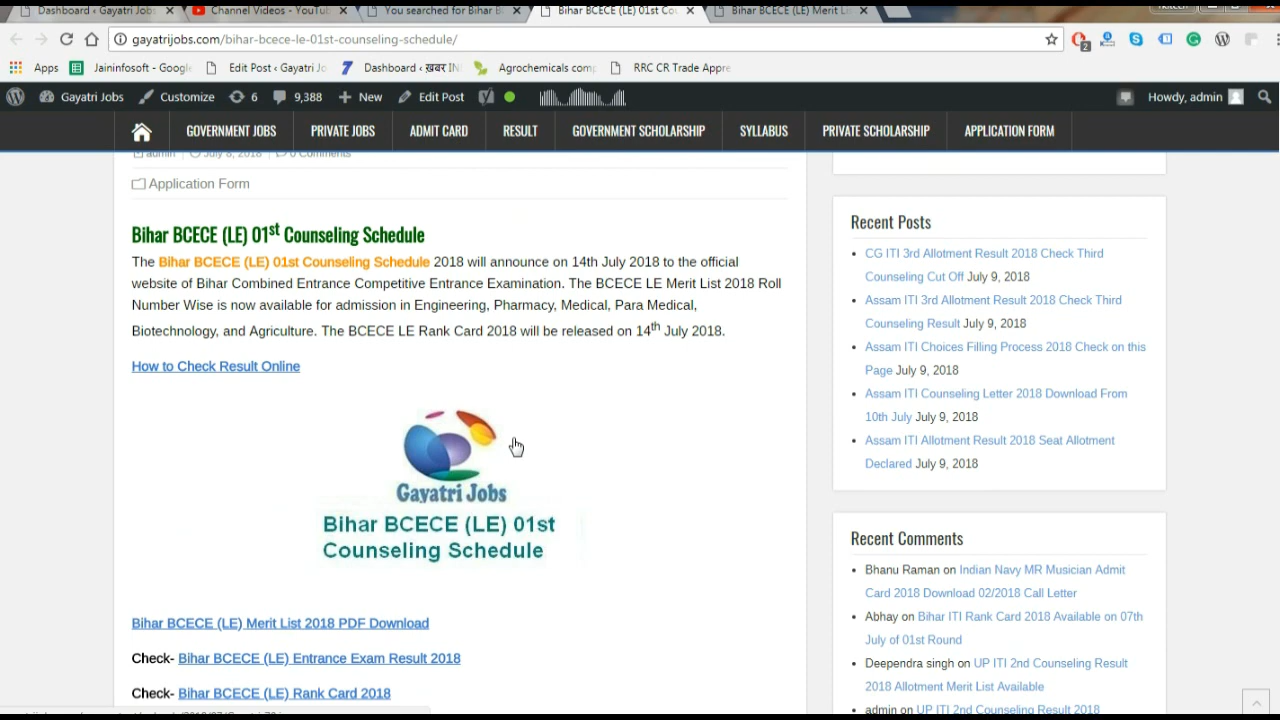 Dashboard ‹ Gayatri Jobs
Channel Videos - YouTu
You searched for Bihar B
Bihar BCECE (LE) 01st Co
Bihar BCECE (LE) Merit L
gayatrijobs.com/bihar-bcece-le-01st-counseling-schedule/
2
Apps
Jaininfosoft - Google
Edit Post ‹ Gayatri Jo
Dashboard ‹ ख़बर IN
Agrochemicals com
RRC CR Trade Appre
Gayatri Jobs
Customize
6
9,388
New
Edit Post
Howdy, admin
GOVERNMENT JOBS
PRIVATE JOBS
ADMIT CARD
RESULT
GOVERNMENT SCHOLARSHIP
SYLLABUS
PRIVATE SCHOLARSHIP
APPLICATION FORM
admin
July 8, 2018
0 Comments
Application Form
Bihar BCECE (LE) 01st Counseling Schedule
The Bihar BCECE (LE) 01st Counseling Schedule 2018 will announce on 14th July 2018 to the official
website of Bihar Combined Entrance Competitive Entrance Examination. The BCECE LE Merit List 2018 Roll
Number Wise is now available for admission in Engineering, Pharmacy, Medical, Para Medical,
Biotechnology, and Agriculture. The BCECE LE Rank Card 2018 will be released on 14th July 2018.
How to Check Result Online
Gayatri Jobs
Bihar BCECE (LE) 01st
Counseling Schedule
Bihar BCECE (LE) Merit List 2018 PDF Download
Check- Bihar BCECE (LE) Entrance Exam Result 2018
Check- Bihar BCECE (LE) Rank Card 2018
Recent Posts
CG ITI 3rd Allotment Result 2018 Check Third
Counseling Cut Off July 9, 2018
Assam ITI 3rd Allotment Result 2018 Check Third
Counseling Result July 9, 2018
Assam ITI Choices Filling Process 2018 Check on this
Page July 9, 2018
Assam ITI Counseling Letter 2018 Download From
10th July July 9, 2018
Assam ITI Allotment Result 2018 Seat Allotment
Declared July 9, 2018
Recent Comments
Bhanu Raman on Indian Navy MR Musician Admit
Card 2018 Download 02/2018 Call Letter
Abhay on Bihar ITI Rank Card 2018 Available on 07th
July of 01st Round
Deependra singh on UP ITI 2nd Counseling Result
2018 Allotment Merit List Available
admin on UP ITI 2nd Counseling Result 2018